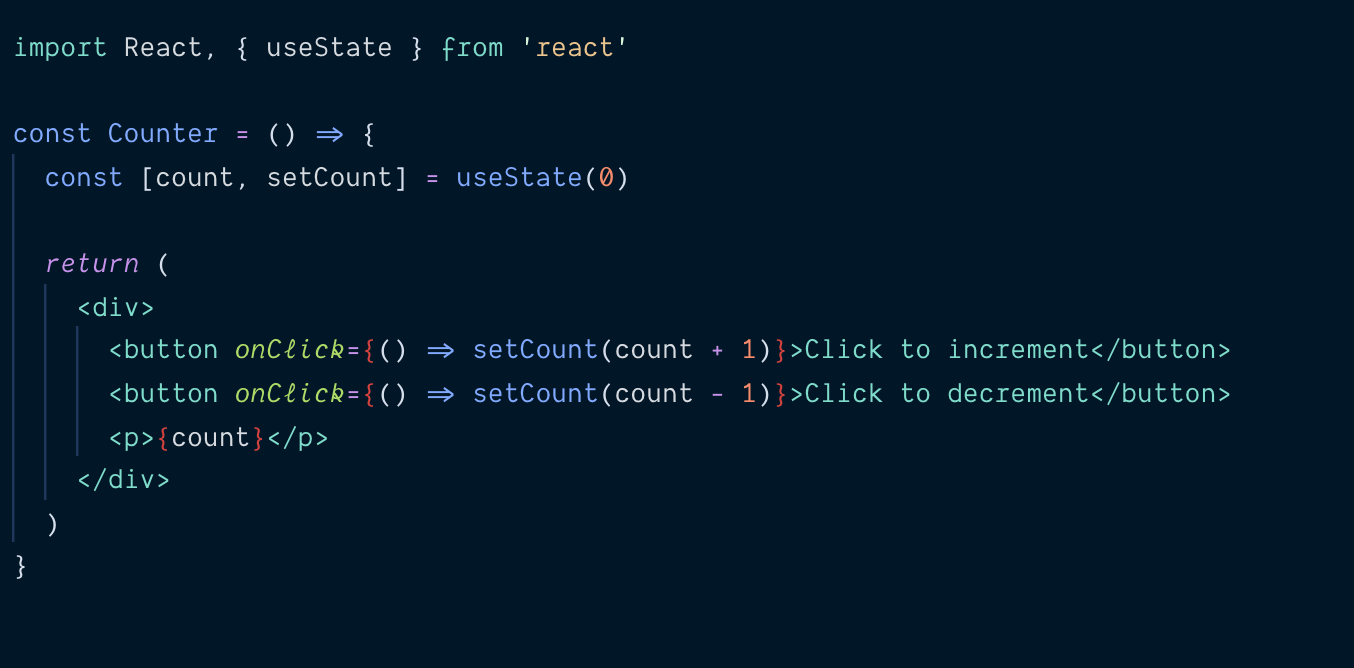 import React, { useState } from 'react'
const Counter = () => {
const [count, setCount] = useState(0)
return (
<div>
<button onClick={() => setCount(count + 1)}>Click to increment</button>
<button onClick={() => setCount(count - 1)}>Click to decrement</button>
<p>{count}</p>
</div>
)
}